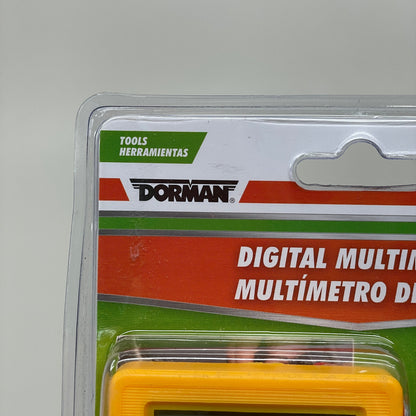 TOOLS
HERRAMIENTAS
DORMAN®
DIGITAL MULTIM
MULTÍMETRO DI